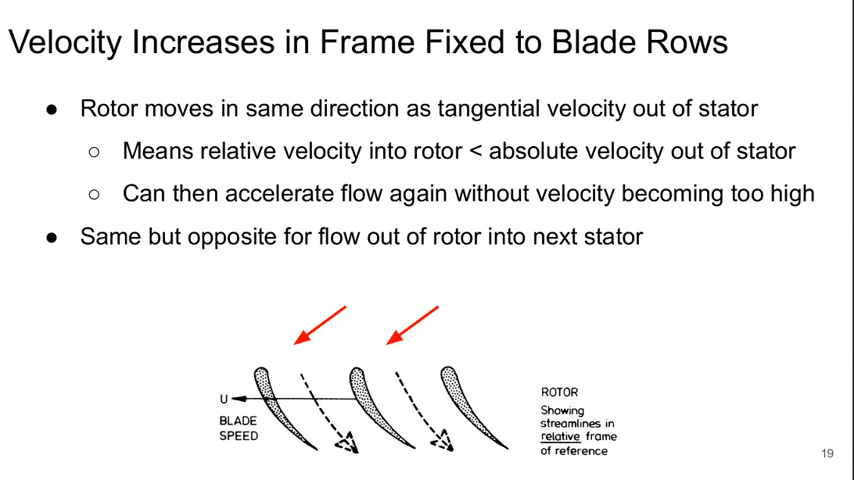 Velocity Increases in Frame Fixed to Blade Rows
● Rotor moves in same direction as tangential velocity out of stator
○ Means relative velocity into rotor < absolute velocity out of stator
○ Can then accelerate flow again without velocity becoming too high
● Same but opposite for flow out of rotor into next stator
U
BLADE
SPEED
ROTOR
Showing
streamlines in
relative frame
of reference
19